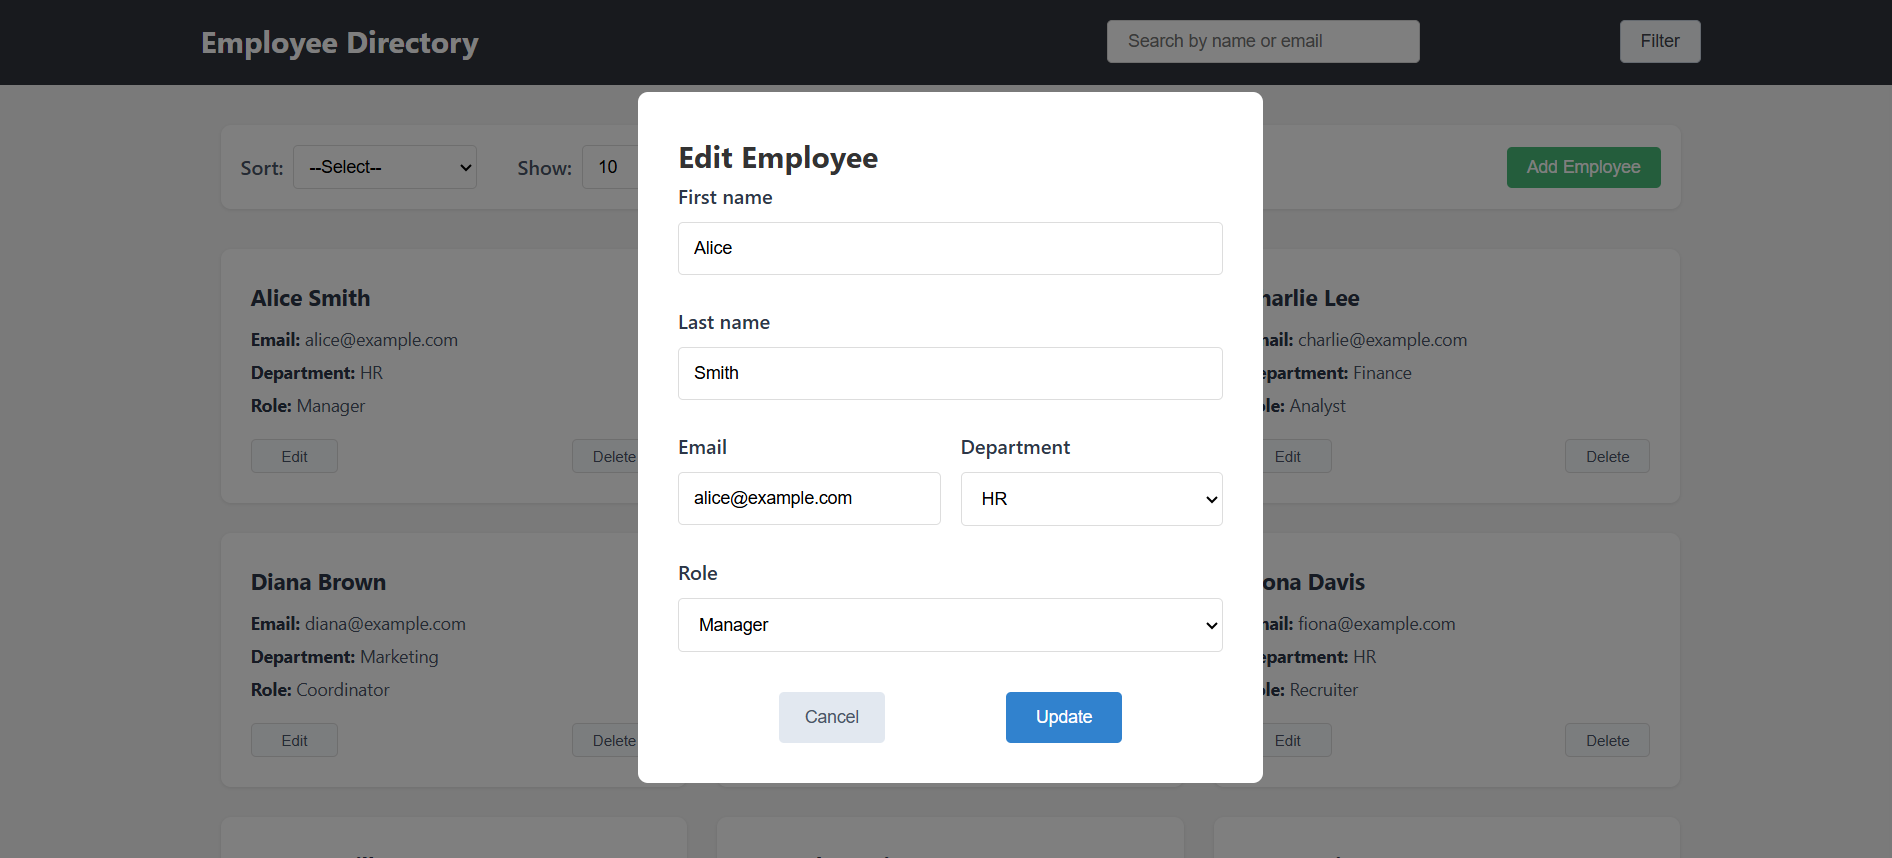 Employee Directory
Search by name or email
Filter
Sort: --Select--
Show: 10
Add Employee
Edit Employee
First name
Alice
Last name
Smith
Email
alice@example.com
Department
HR
Role
Manager
Cancel
Update
Alice Smith
Email: alice@example.com
Department: HR
Role: Manager
Edit
Delete
harlie Lee
ail: charlie@example.com
partment: Finance
le: Analyst
Edit
Delete
Diana Brown
Email: diana@example.com
Department: Marketing
Role: Coordinator
Edit
Delete
ona Davis
ail: fiona@example.com
partment: HR
le: Recruiter
Edit
Delete